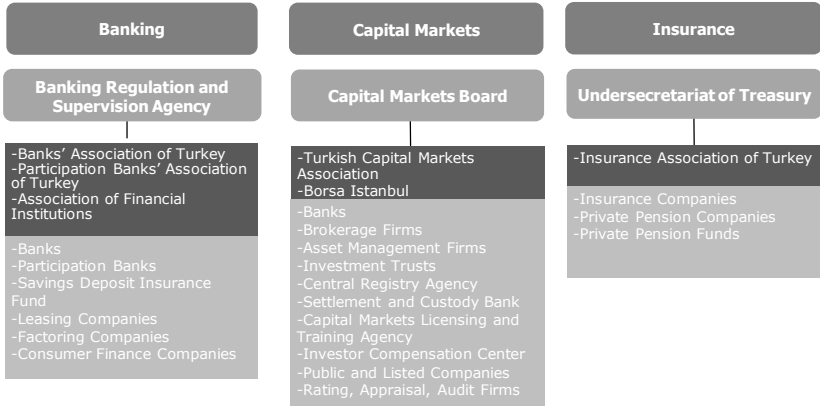 Banking
Banking Regulation and
Supervision Agency
-Banks' Association of Turkey
-Participation Banks' Association
of Turkey
-Association of Financial
Institutions
-Banks
-Participation Banks
-Savings Deposit Insurance
Fund
-Leasing Companies
-Factoring Companies
-Consumer Finance Companies
Capital Markets
Capital Markets Board
-Turkish Capital Markets
Association
-Borsa Istanbul
-Banks
-Brokerage Firms
-Asset Management Firms
-Investment Trusts
-Central Registry Agency
-Settlement and Custody Bank
-Capital Markets Licensing and
Training Agency
-Investor Compensation Center
-Public and Listed Companies
-Rating, Appraisal, Audit Firms
Insurance
Undersecretariat of Treasury
-Insurance Association of Turkey
-Insurance Companies
-Private Pension Companies
-Private Pension Funds